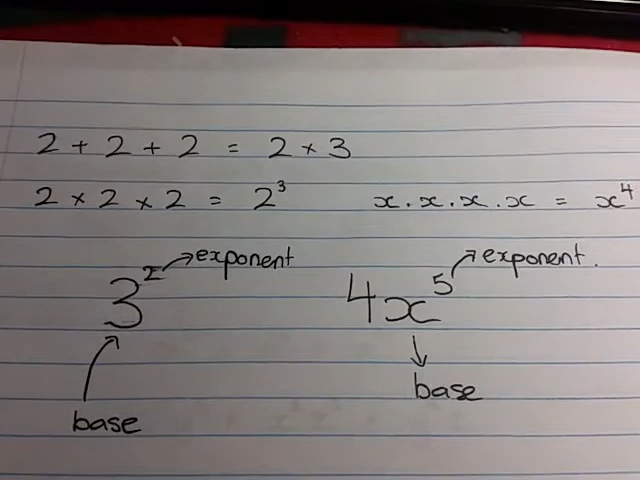 2 + 2 + 2 = 2 × 3
2 × 2 × 2 = 2³ x . x . x . x = x⁴
3² → exponent 4x⁵ → exponent.
base base